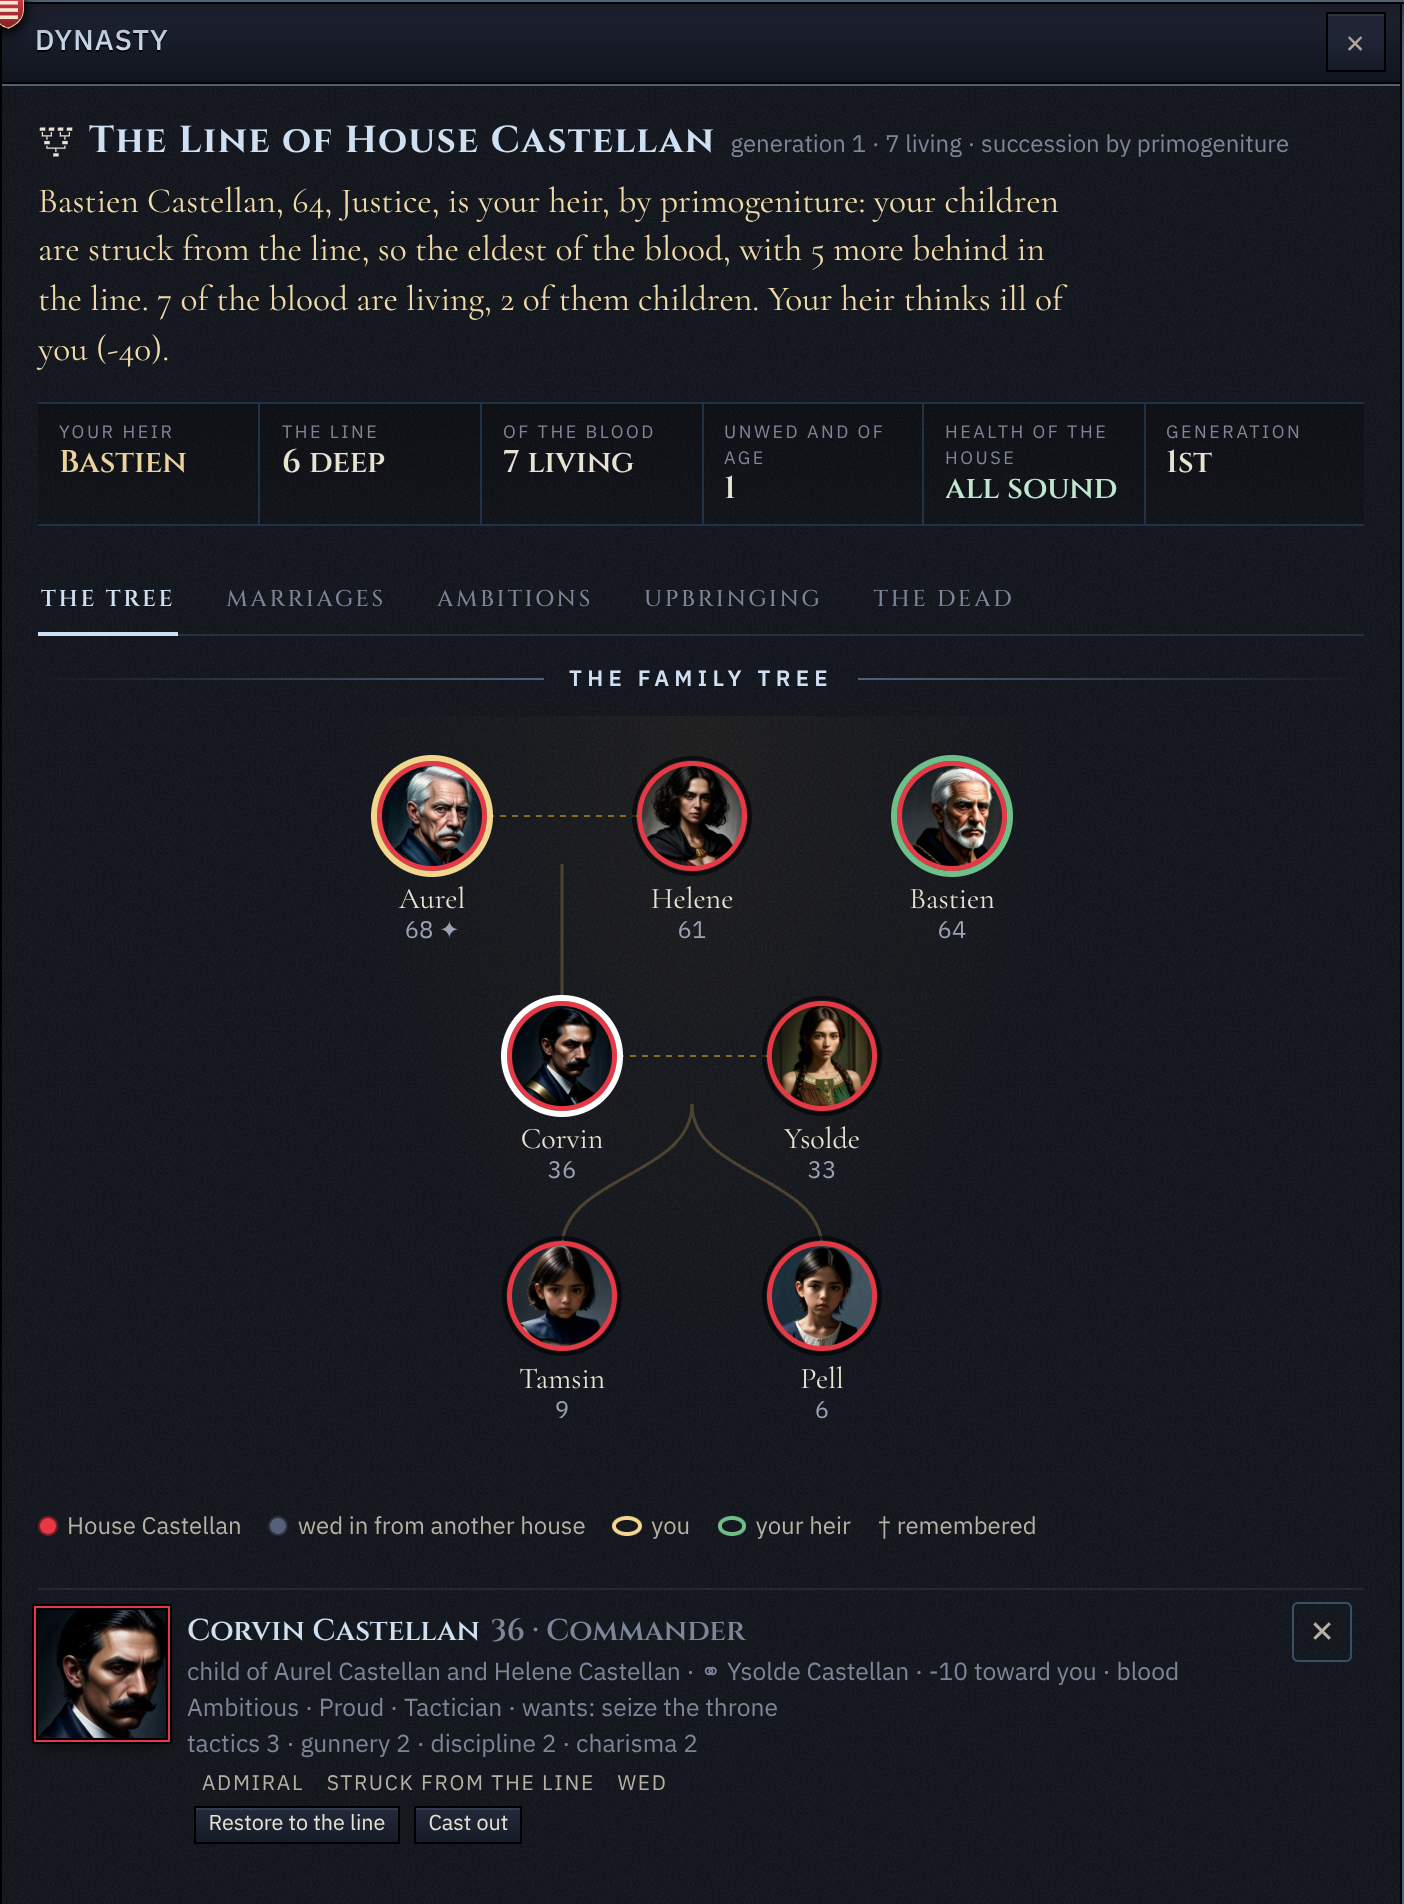 DYNASTY
×
The Line of House Castellan generation 1 · 7 living · succession by primogeniture
Bastien Castellan, 64, Justice, is your heir, by primogeniture: your children
are struck from the line, so the eldest of the blood, with 5 more behind in
the line. 7 of the blood are living, 2 of them children. Your heir thinks ill of
you (-40).
YOUR HEIR
Bastien
THE LINE
6 deep
OF THE BLOOD
7 living
UNWED AND OF
AGE
1
HEALTH OF THE
HOUSE
all sound
GENERATION
1st
THE TREE MARRIAGES AMBITIONS UPBRINGING THE DEAD
THE FAMILY TREE
Aurel
68 ✦
Helene
61
Bastien
64
Corvin
36
Ysolde
33
Tamsin
9
Pell
6
House Castellan wed in from another house you your heir † remembered
Corvin Castellan 36 · Commander
×
child of Aurel Castellan and Helene Castellan · ⚭ Ysolde Castellan · -10 toward you · blood
Ambitious · Proud · Tactician · wants: seize the throne
tactics 3 · gunnery 2 · discipline 2 · charisma 2
ADMIRAL STRUCK FROM THE LINE WED
Restore to the line Cast out